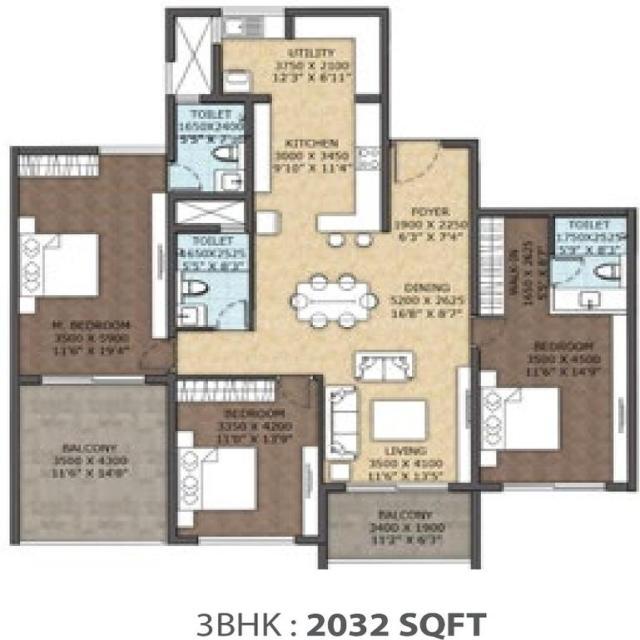 UTILITY
3750 X 2100
12'3" X 6'11"
TOILET
1650X2400
KITCHEN
3000 X 3450
9'10" X 11'4"
FOYER
1900 X 2250
6'3" X 7'4"
TOILET
1650X2525
5'5" X 8'3"
WALK-IN
1650 X 2625
5'5" X 8'7"
TOILET
1750X2525
5'9" X 8'3"
DINING
5200 X 2625
16'8" X 8'7"
M. BEDROOM
3500 X 5900
11'6" X 19'4"
BEDROOM
3500 X 4500
11'6" X 14'9"
BEDROOM
3350 X 4200
11'0" X 13'9"
BALCONY
3500 X 4300
11'6" X 14'0"
LIVING
3500 X 4100
11'6" X 13'5"
BALCONY
3400 X 1900
11'2" X 6'3"
3BHK : 2032 SQFT